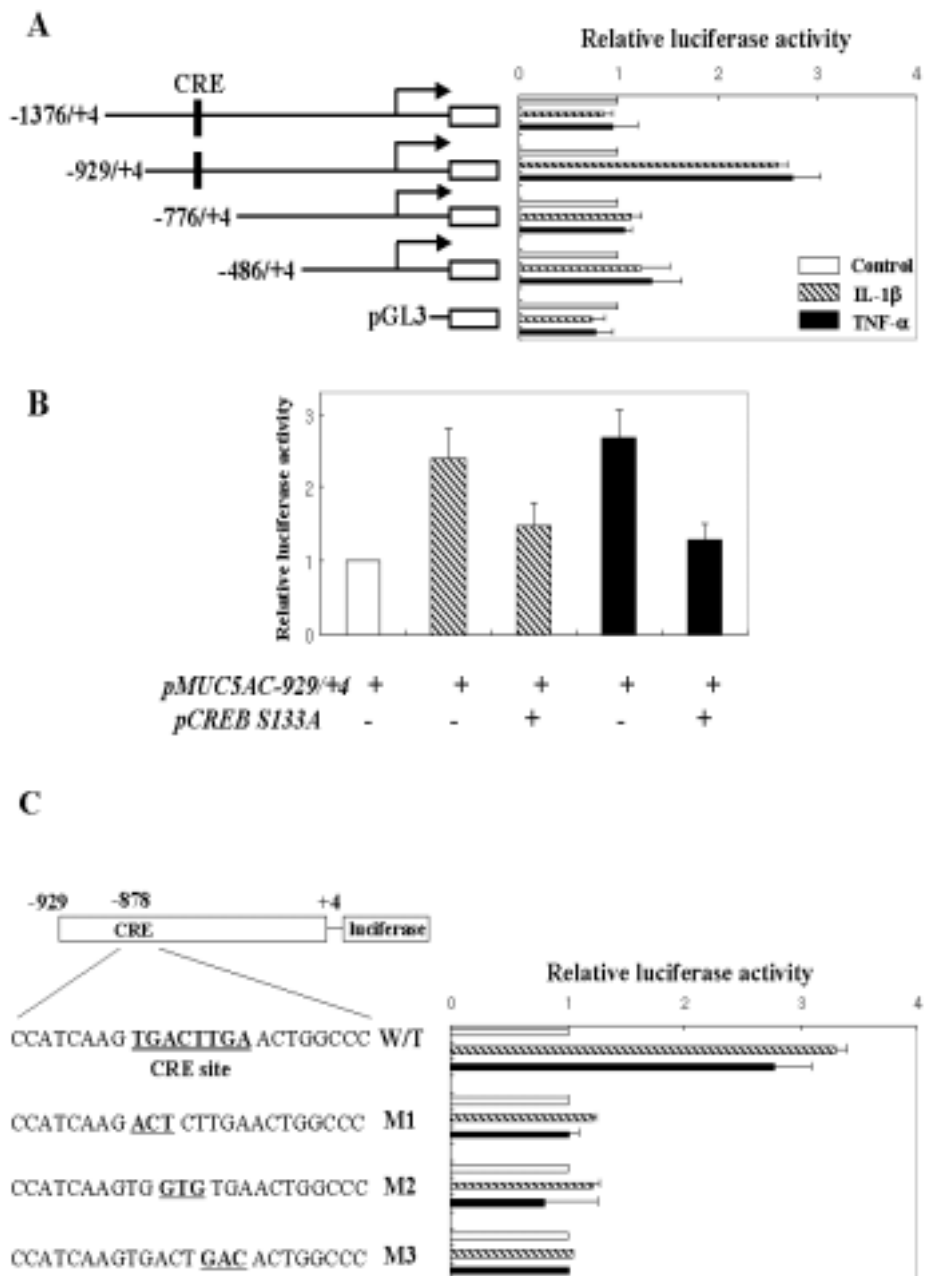 A
Relative luciferase activity
0 1 2 3 4
CRE
-1376/+4
-929/+4
-776/+4
-486/+4
pGL3
Control
IL-1β
TNF-α
B
Relative luciferase activity
3
2
1
0
pMUC5AC-929/+4 + + + + +
pCREB S133A - - + - +
C
-929 -878 +4
CRE luciferase
Relative luciferase activity
0 1 2 3 4
CCATCAAG TGACTTGA ACTGGCCC W/T
CRE site
CCATCAAG ACT CTTGAACTGGCCC M1
CCATCAAGTG GTG TGAACTGGCCC M2
CCATCAAGTGACT GAC ACTGGCCC M3